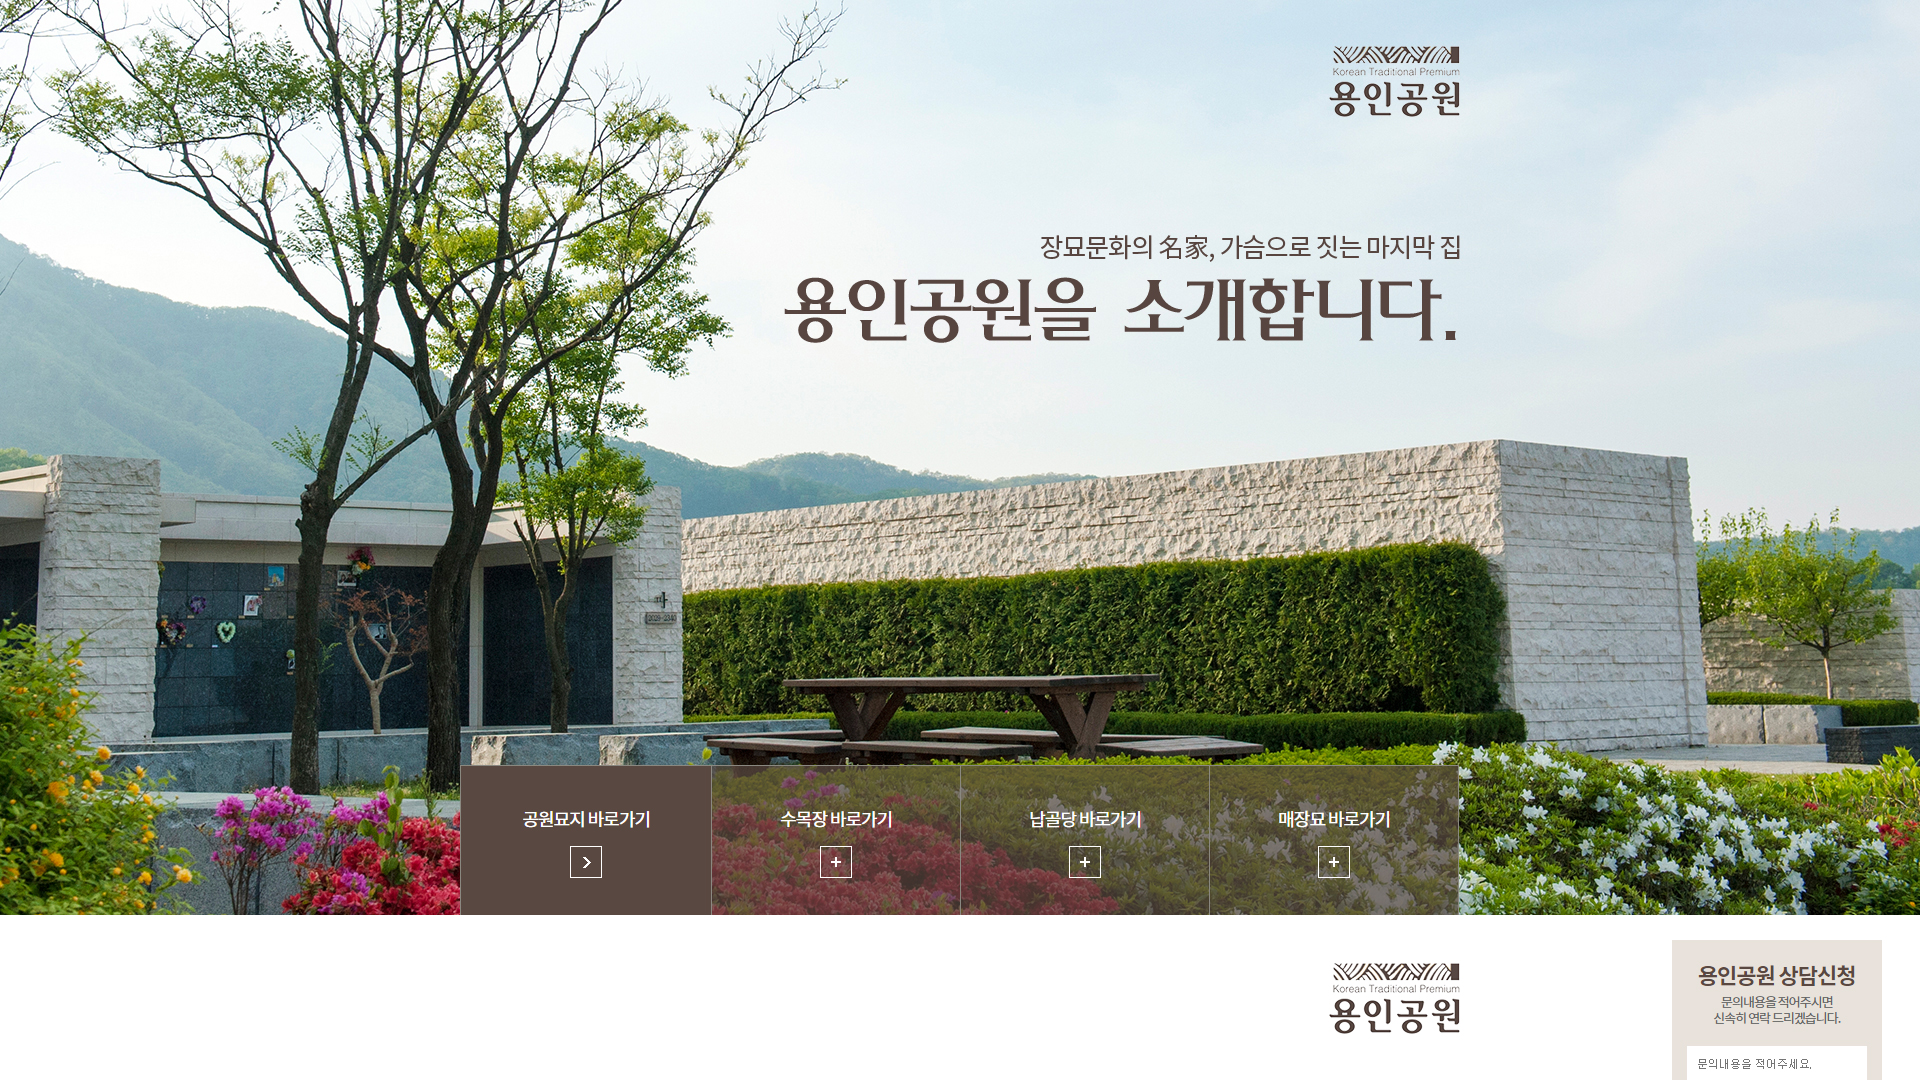 Korean Traditional Premium
용인공원
장묘문화의 名家, 가슴으로 짓는 마지막 집
용인공원을 소개합니다.
공원묘지 바로가기
수목장 바로가기
납골당 바로가기
매장묘 바로가기
Korean Traditional Premium
용인공원
용인공원 상담신청
문의내용을 적어주시면
신속히 연락 드리겠습니다.
문의내용을 적어주세요.